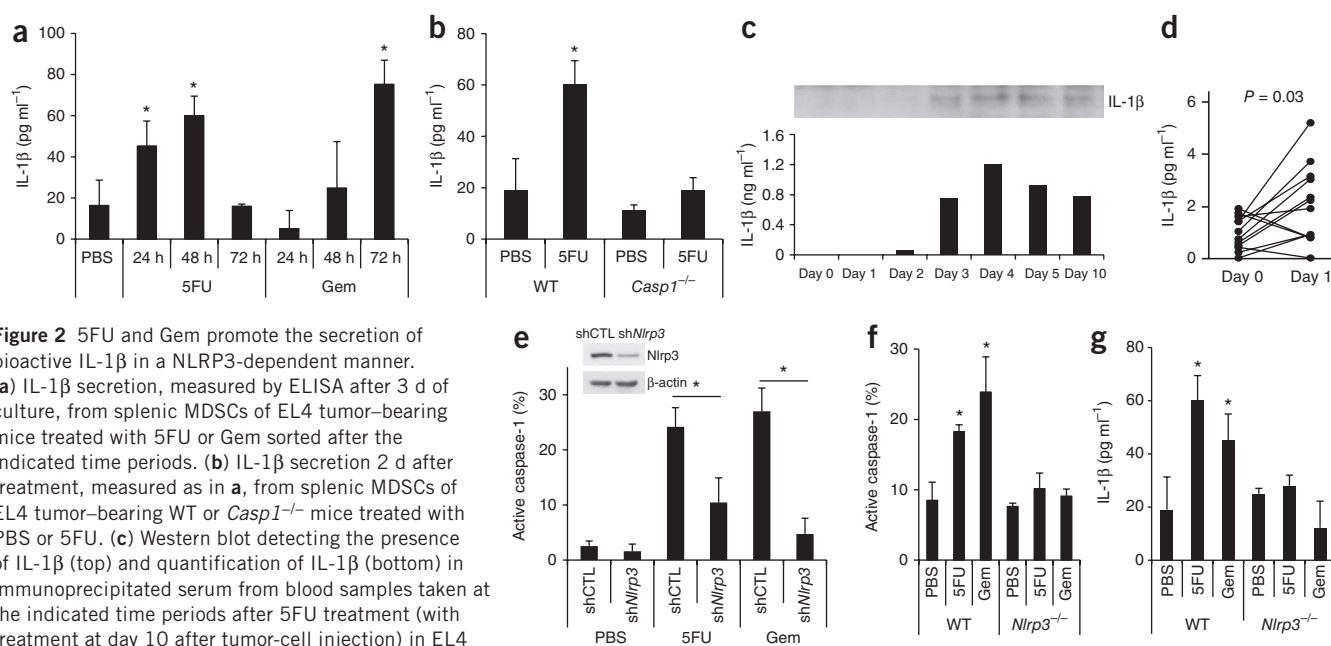 a
100
80
60
40
20
0
IL-1β (pg ml⁻¹)
* * *
PBS 24 h 48 h 72 h 24 h 48 h 72 h
5FU Gem
b
80
60
40
20
0
IL-1β (pg ml⁻¹)
*
PBS 5FU PBS 5FU
WT Casp1⁻/⁻
c
IL-1β
1.6
1.2
0.8
0.4
0
IL-1β (ng ml⁻¹)
Day 0 Day 1 Day 2 Day 3 Day 4 Day 5 Day 10
d
P = 0.03
6
4
2
0
IL-1β (pg ml⁻¹)
Day 0 Day 1
Figure 2 5FU and Gem promote the secretion of
bioactive IL-1β in a NLRP3-dependent manner.
(a) IL-1β secretion, measured by ELISA after 3 d of
culture, from splenic MDSCs of EL4 tumor–bearing
mice treated with 5FU or Gem sorted after the
indicated time periods. (b) IL-1β secretion 2 d after
treatment, measured as in a, from splenic MDSCs of
EL4 tumor–bearing WT or Casp1⁻/⁻ mice treated with
PBS or 5FU. (c) Western blot detecting the presence
of IL-1β (top) and quantification of IL-1β (bottom) in
immunoprecipitated serum from blood samples taken at
the indicated time periods after 5FU treatment (with
treatment at day 10 after tumor-cell injection) in EL4
e
shCTL shNlrp3
Nlrp3
β-actin
* *
30
20
10
0
Active caspase-1 (%)
shCTL shNlrp3 shCTL shNlrp3 shCTL shNlrp3
PBS 5FU Gem
f
30
20
10
0
Active caspase-1 (%)
* *
PBS 5FU Gem PBS 5FU Gem
WT Nlrp3⁻/⁻
g
80
60
40
20
0
IL-1β (pg ml⁻¹)
* *
PBS 5FU Gem PBS 5FU Gem
WT Nlrp3⁻/⁻